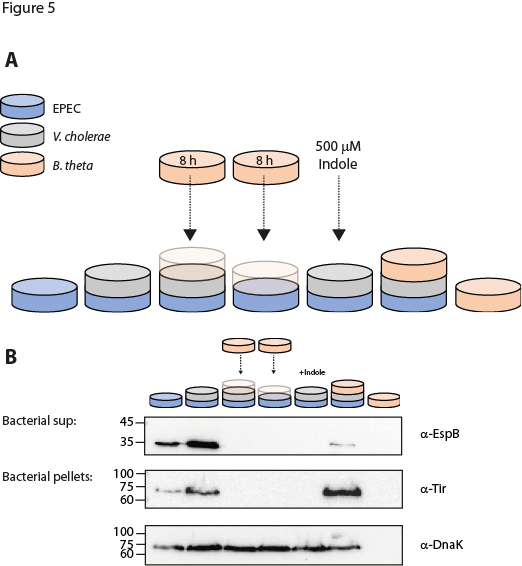 Figure 5
A
EPEC
V. cholerae
B. theta
8 h
8 h
500 µM
Indole
B
+Indole
Bacterial sup:
45
35
α-EspB
Bacterial pellets:
100
75
60
α-Tir
100
75
60
α-DnaK